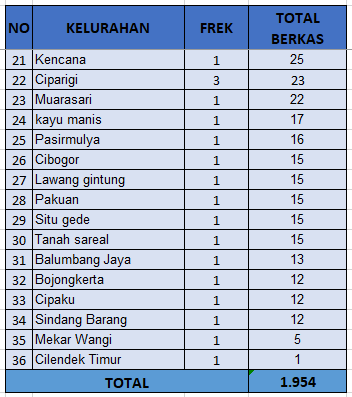 NO KELURAHAN FREK TOTAL BERKAS
21 Kencana 1 25
22 Ciparigi 3 23
23 Muarasari 1 22
24 kayu manis 1 17
25 Pasirmulya 1 16
26 Cibogor 1 15
27 Lawang gintung 1 15
28 Pakuan 1 15
29 Situ gede 1 15
30 Tanah sareal 1 15
31 Balumbang Jaya 1 13
32 Bojongkerta 1 12
33 Cipaku 1 12
34 Sindang Barang 1 12
35 Mekar Wangi 1 5
36 Cilendek Timur 1 1
TOTAL 1.954